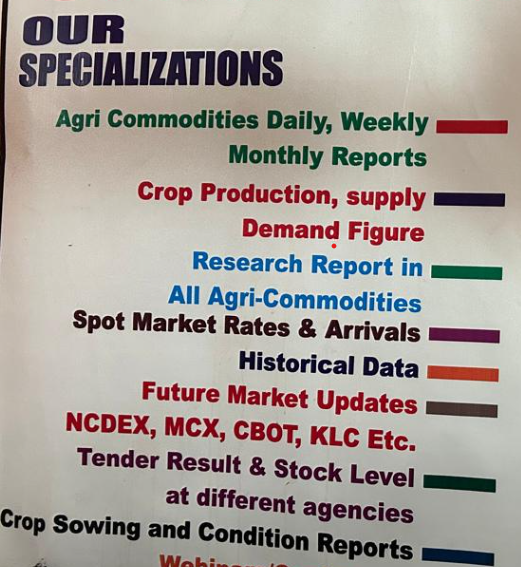 OUR
SPECIALIZATIONS
Agri Commodities Daily, Weekly
Monthly Reports
Crop Production, supply
Demand Figure
Research Report in
All Agri-Commodities
Spot Market Rates & Arrivals
Historical Data
Future Market Updates
NCDEX, MCX, CBOT, KLC Etc.
Tender Result & Stock Level
at different agencies
Crop Sowing and Condition Reports